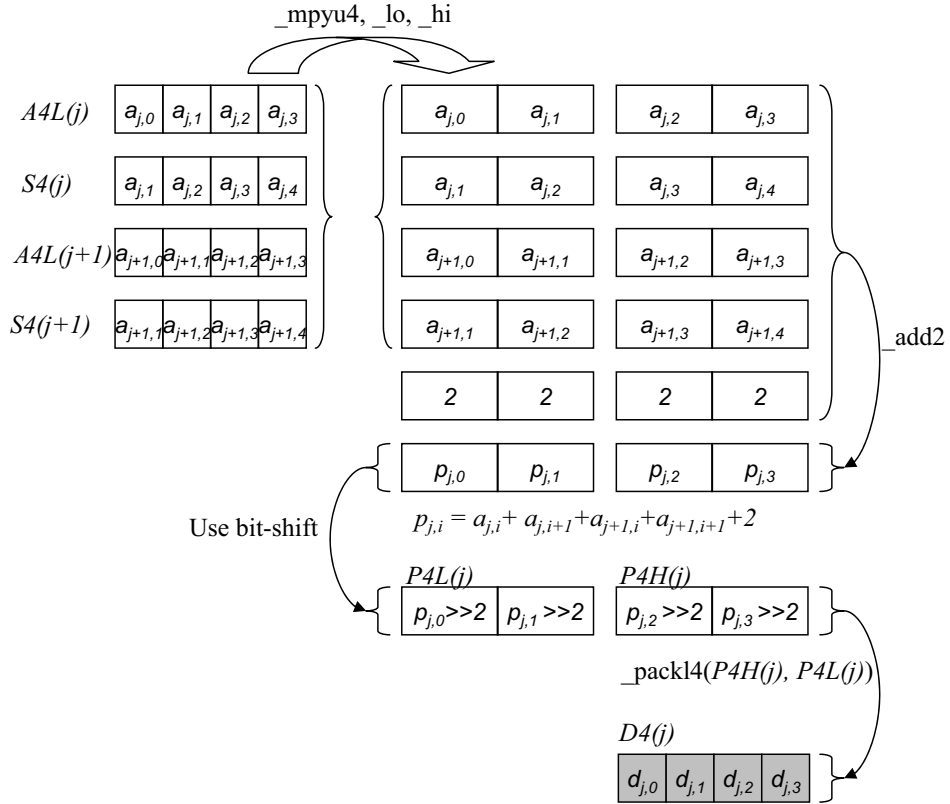 _mpyu4, _lo, _hi
A4L(j) a_{j,0} a_{j,1} a_{j,2} a_{j,3} a_{j,0} a_{j,1} a_{j,2} a_{j,3}
S4(j) a_{j,1} a_{j,2} a_{j,3} a_{j,4} a_{j,1} a_{j,2} a_{j,3} a_{j,4}
A4L(j+1) a_{j+1,0} a_{j+1,1} a_{j+1,2} a_{j+1,3} a_{j+1,0} a_{j+1,1} a_{j+1,2} a_{j+1,3}
S4(j+1) a_{j+1,1} a_{j+1,2} a_{j+1,3} a_{j+1,4} a_{j+1,1} a_{j+1,2} a_{j+1,3} a_{j+1,4}
_add2
2 2 2 2
p_{j,0} p_{j,1} p_{j,2} p_{j,3}
Use bit-shift
p_{j,i} = a_{j,i}+ a_{j,i+1}+a_{j+1,i}+a_{j+1,i+1}+2
P4L(j) P4H(j)
p_{j,0}>>2 p_{j,1}>>2 p_{j,2}>>2 p_{j,3}>>2
_packl4(P4H(j), P4L(j))
D4(j)
d_{j,0} d_{j,1} d_{j,2} d_{j,3}